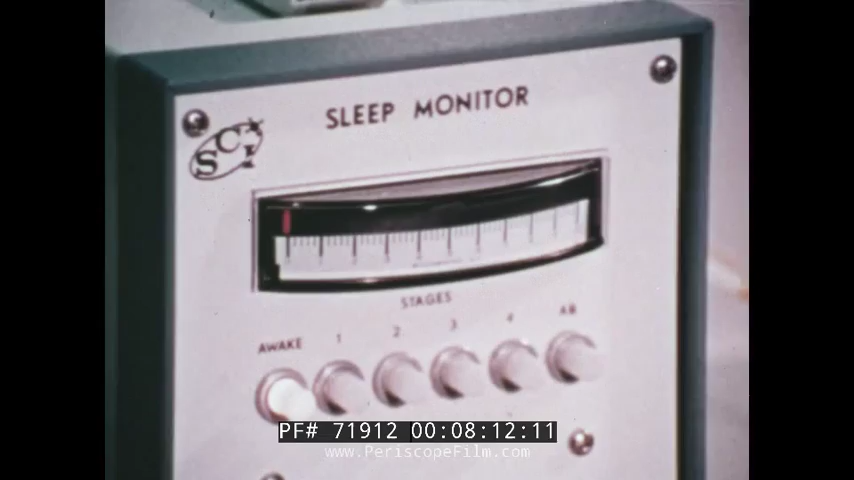 SLEEP MONITOR
SCI
STAGES
AWAKE 1 2 3 4 AB
PF# 71912 00:08:12:11
www.PeriscopeFilm.com